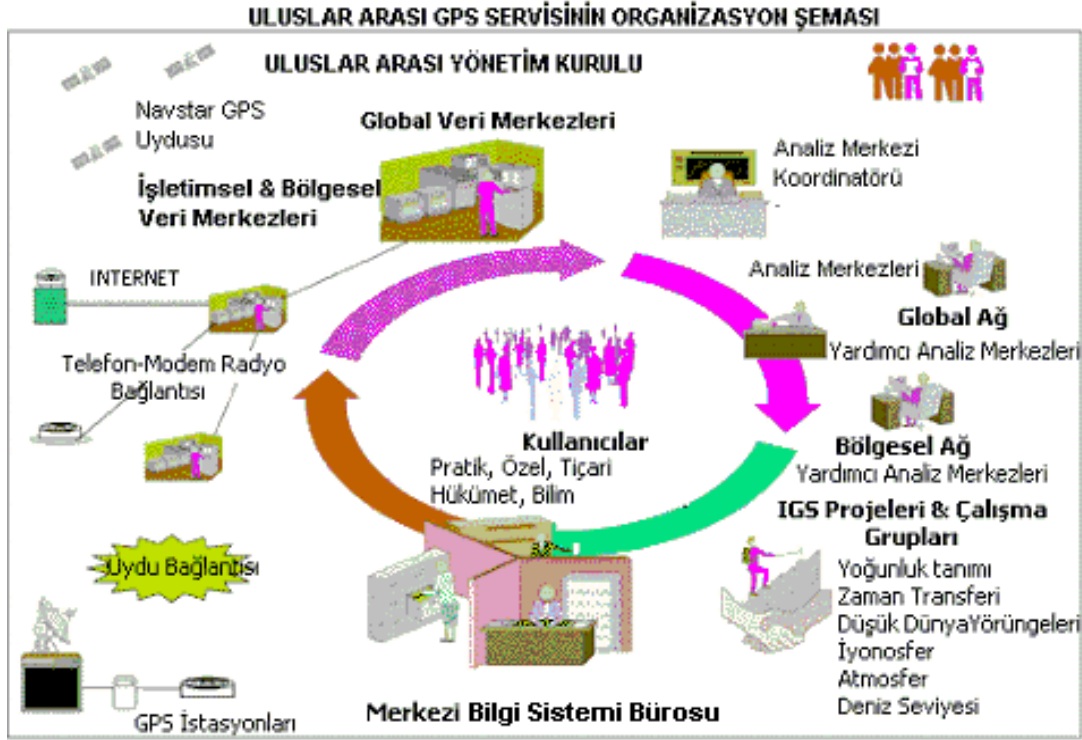 ULUSLAR ARASI GPS SERVİSİNİN ORGANİZASYON ŞEMASI
ULUSLAR ARASI YÖNETİM KURULU
Navstar GPS
Uydusu
Global Veri Merkezleri
İşletimsel & Bölgesel
Veri Merkezleri
Analiz Merkezi
Koordinatörü
INTERNET
Analiz Merkezleri
Global Ağ
Yardımcı Analiz Merkezleri
Telefon-Modem Radyo
Bağlantısı
Kullanıcılar
Pratik, Özel, Tiçari
Hükümet, Bilim
Bölgesel Ağ
Yardımcı Analiz Merkezleri
IGS Projeleri & Çalışma
Grupları
Yoğunluk tanımı
Zaman Transferi
Düşük DünyaYörüngeleri
İyonosfer
Atmosfer
Deniz Seviyesi
Uydu Bağlantısı
GPS İstasyonları
Merkezi Bilgi Sistemi Bürosu